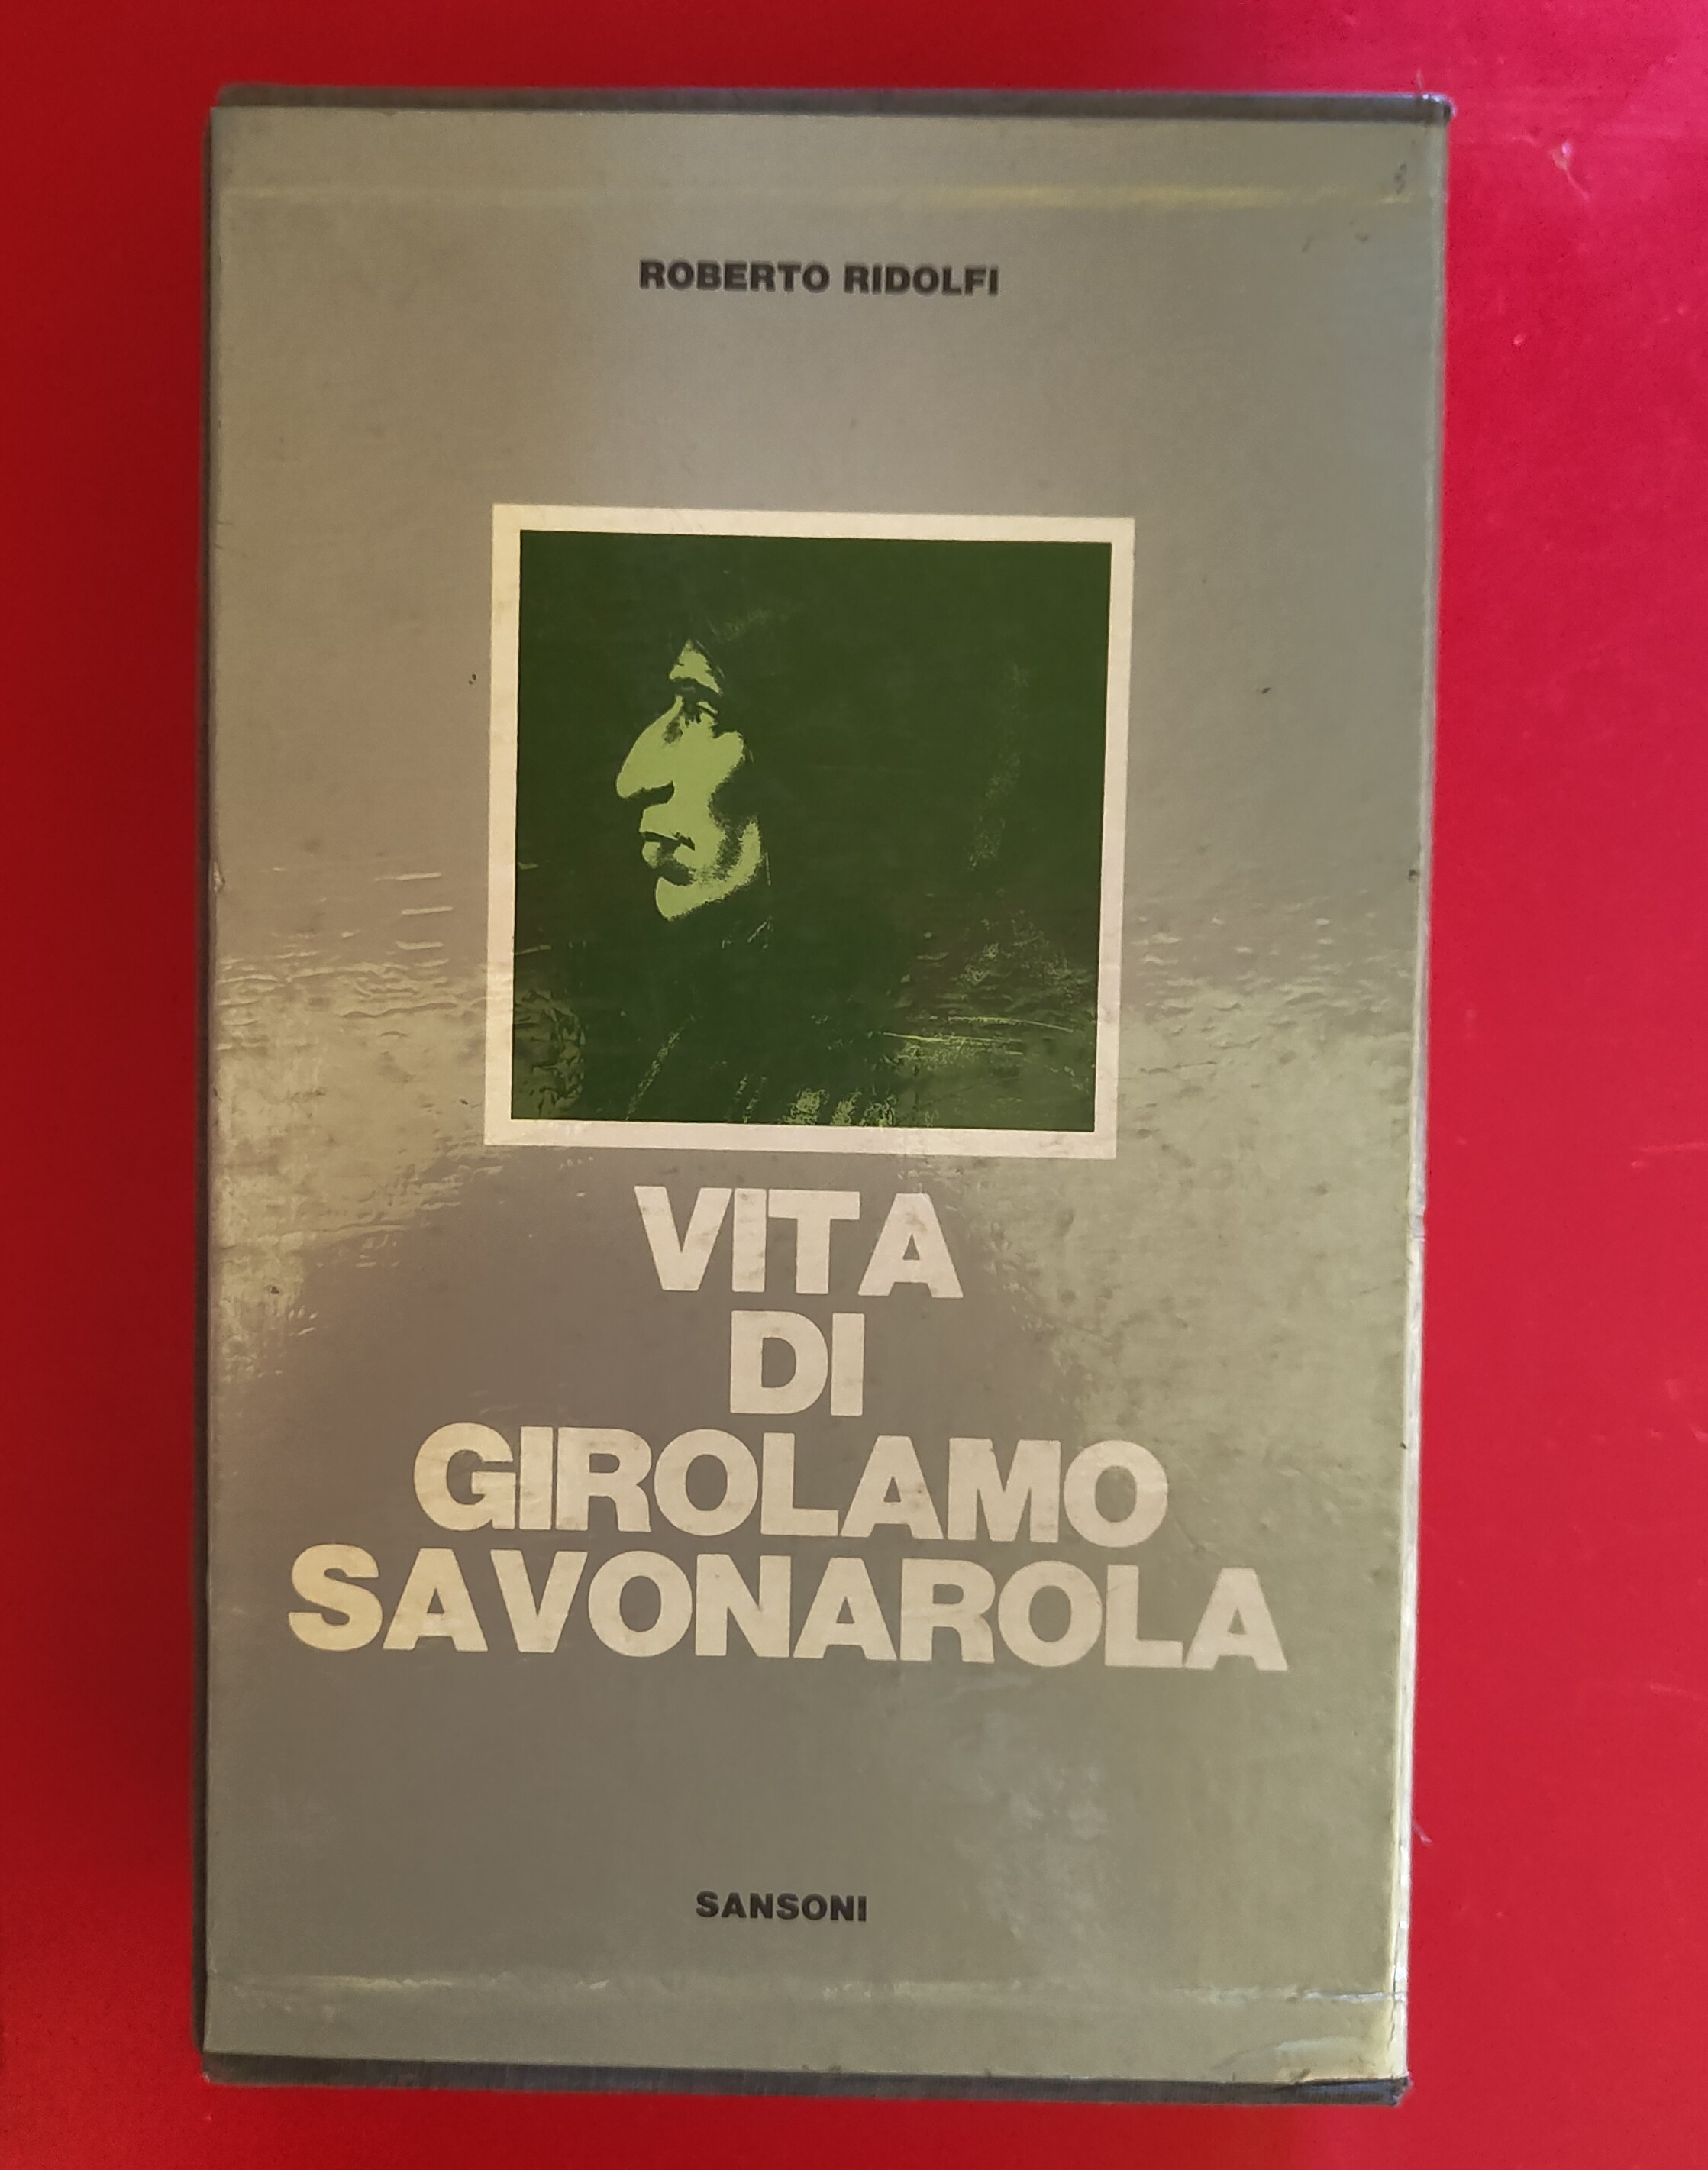 ROBERTO RIDOLFI
VITA
DI
GIROLAMO
SAVONAROLA
SANSONI